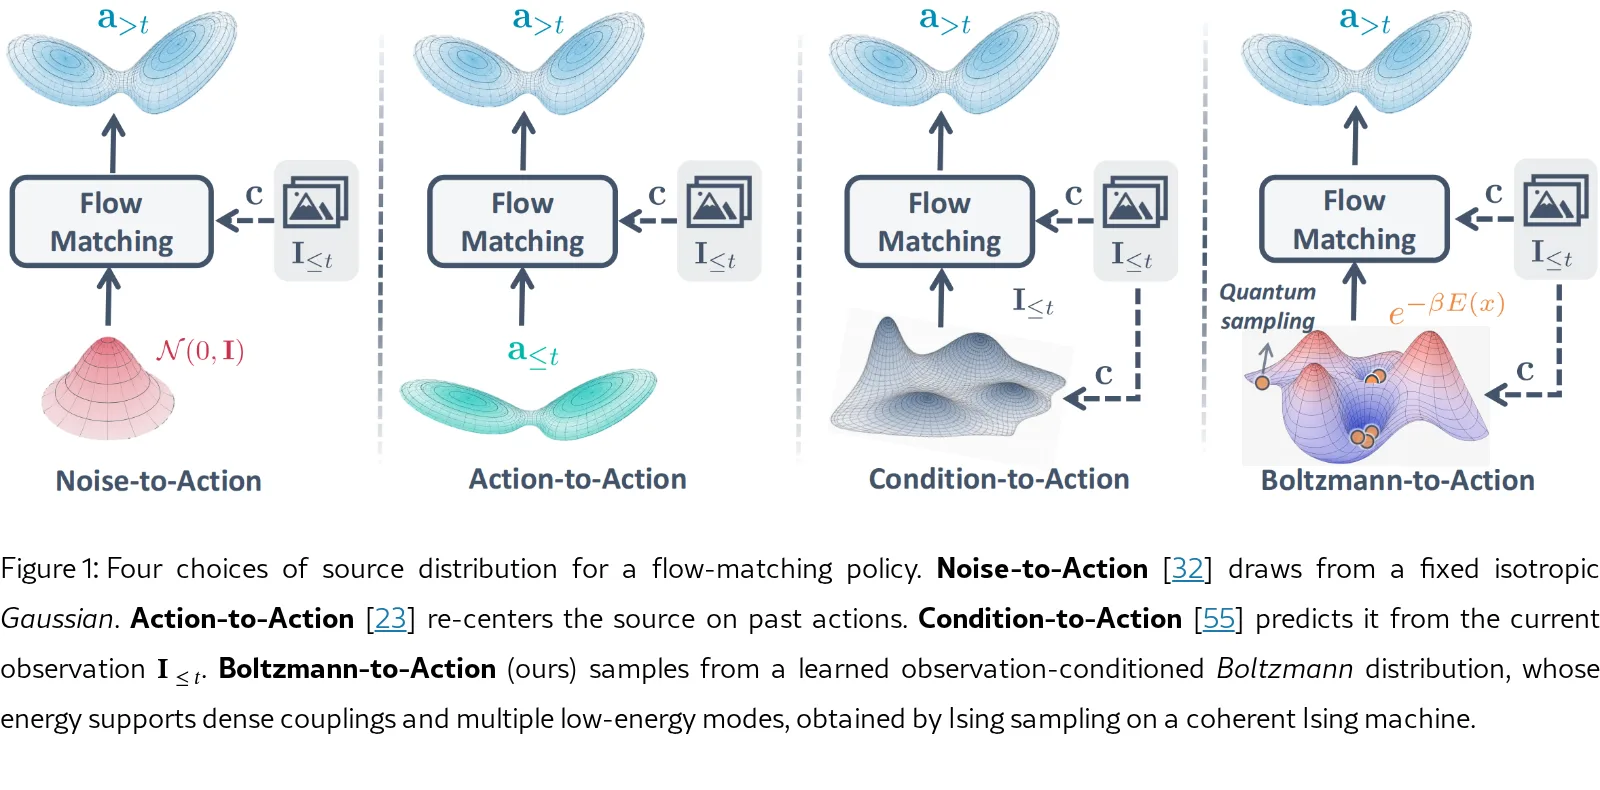 a>t a>t a>t a>t
Flow Matching c I≤t
Flow Matching c I≤t
Flow Matching c I≤t
Flow Matching c I≤t
N(0, I)
a≤t
I≤t
c
Quantum sampling
e^{-βE(x)}
c
Noise-to-Action Action-to-Action Condition-to-Action Boltzmann-to-Action
Figure 1: Four choices of source distribution for a flow-matching policy. Noise-to-Action [32] draws from a fixed isotropic
Gaussian. Action-to-Action [23] re-centers the source on past actions. Condition-to-Action [55] predicts it from the current
observation I ≤ t. Boltzmann-to-Action (ours) samples from a learned observation-conditioned Boltzmann distribution, whose
energy supports dense couplings and multiple low-energy modes, obtained by Ising sampling on a coherent Ising machine.